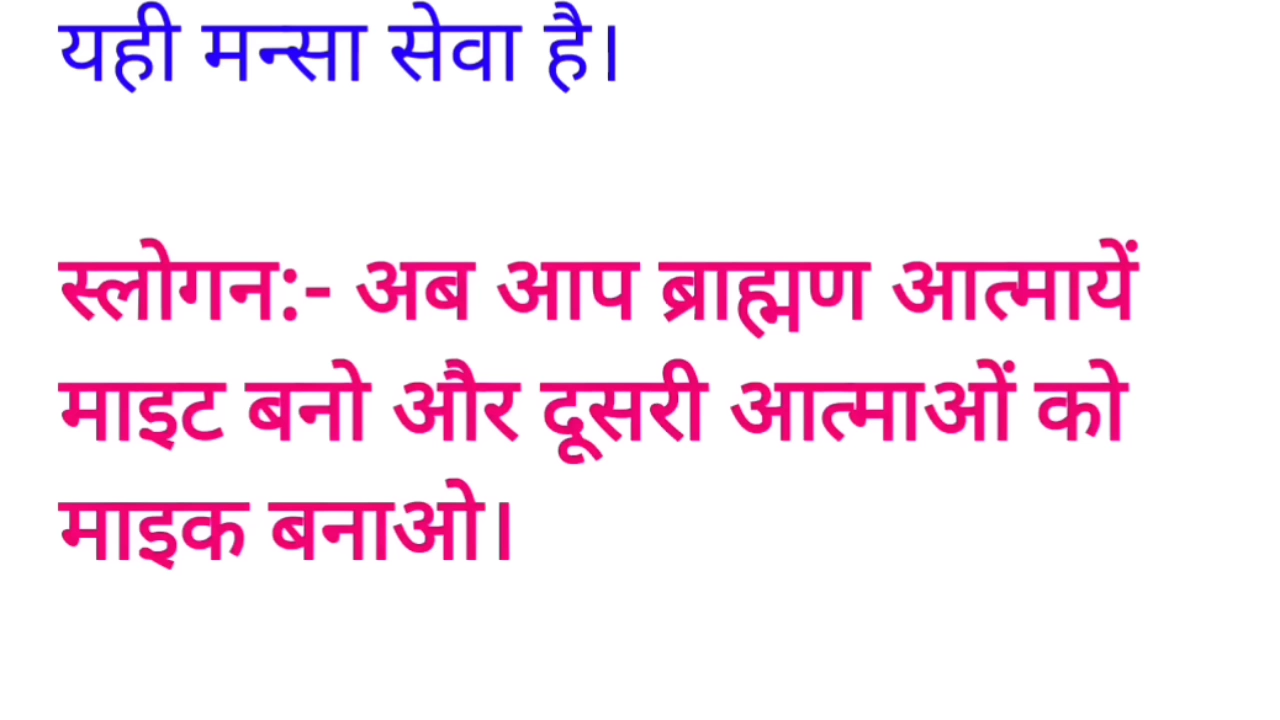 यही मन्सा सेवा है।
स्लोगन:- अब आप ब्राह्मण आत्मायें
माइट बनो और दूसरी आत्माओं को
माइक बनाओ।